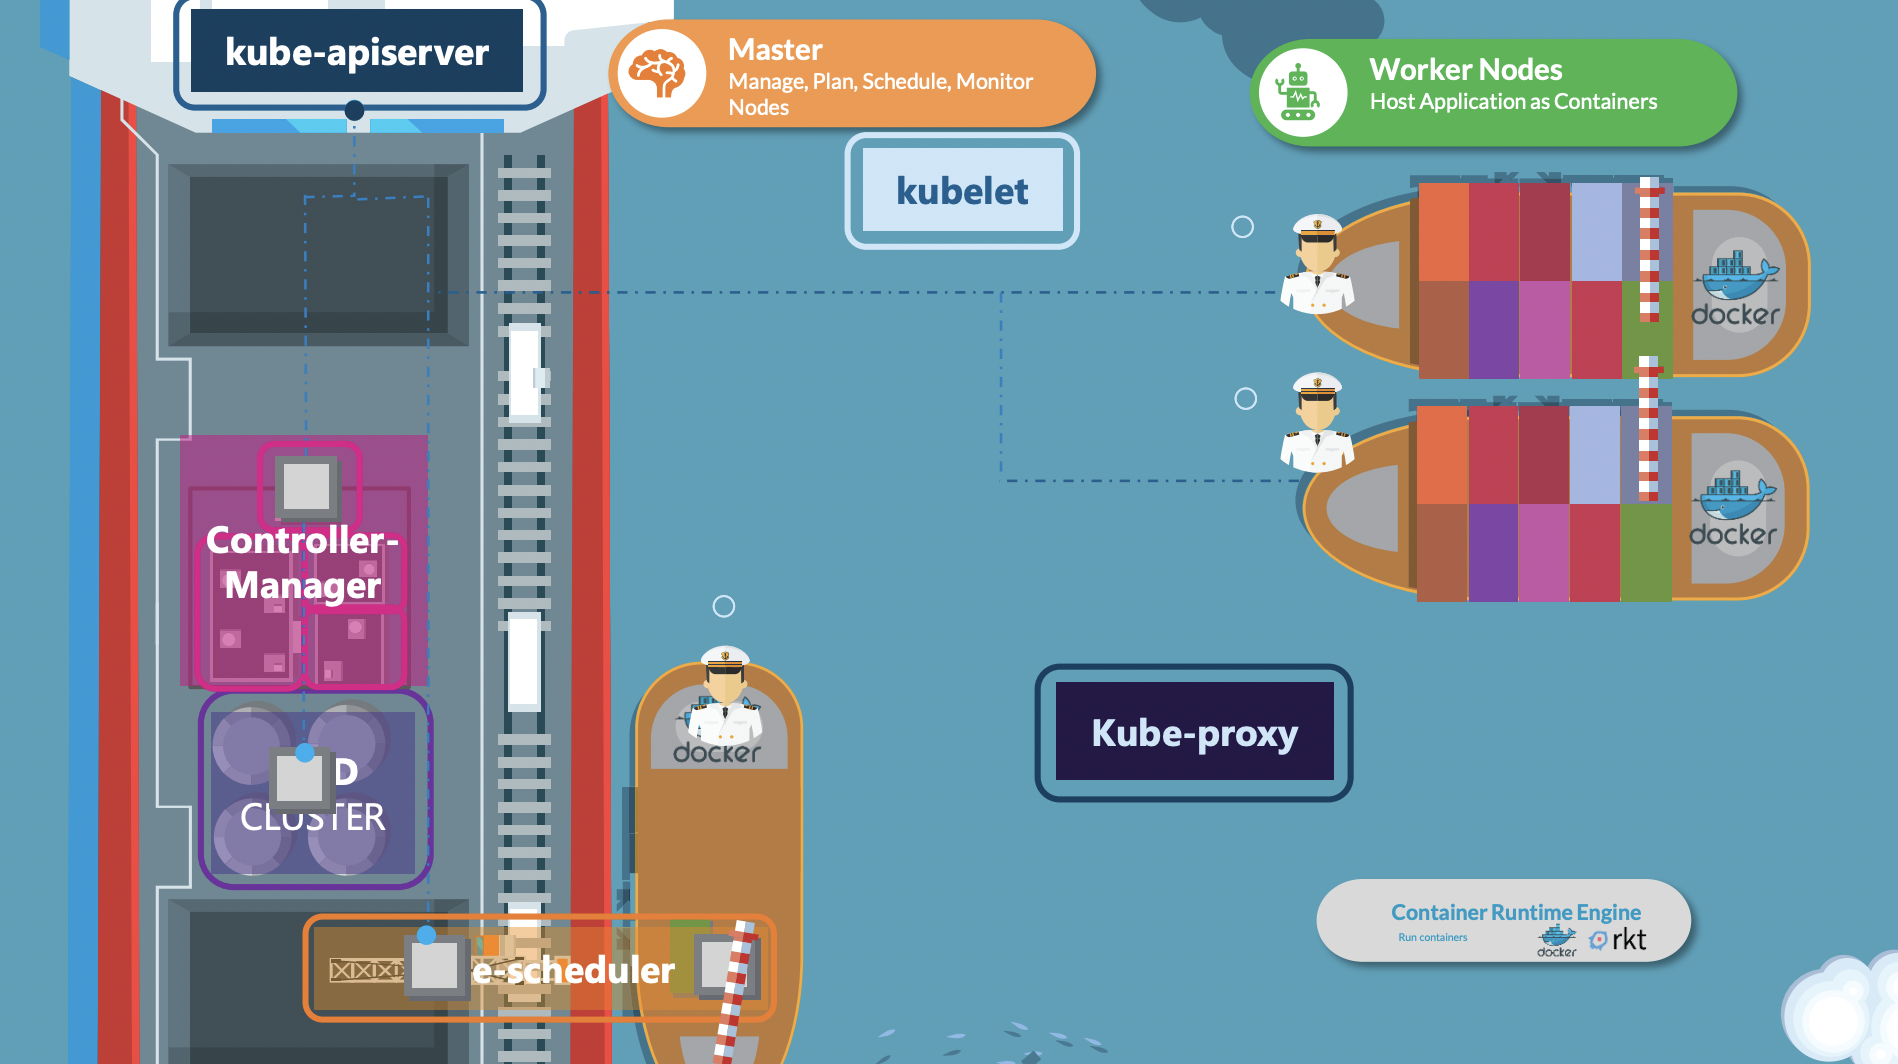 kube-apiserver
Master
Manage, Plan, Schedule, Monitor
Nodes
Worker Nodes
Host Application as Containers
kubelet
docker
docker
Controller-
Manager
docker
Kube-proxy
D
CLUSTER
Container Runtime Engine
Run containers
docker
rkt
e-scheduler